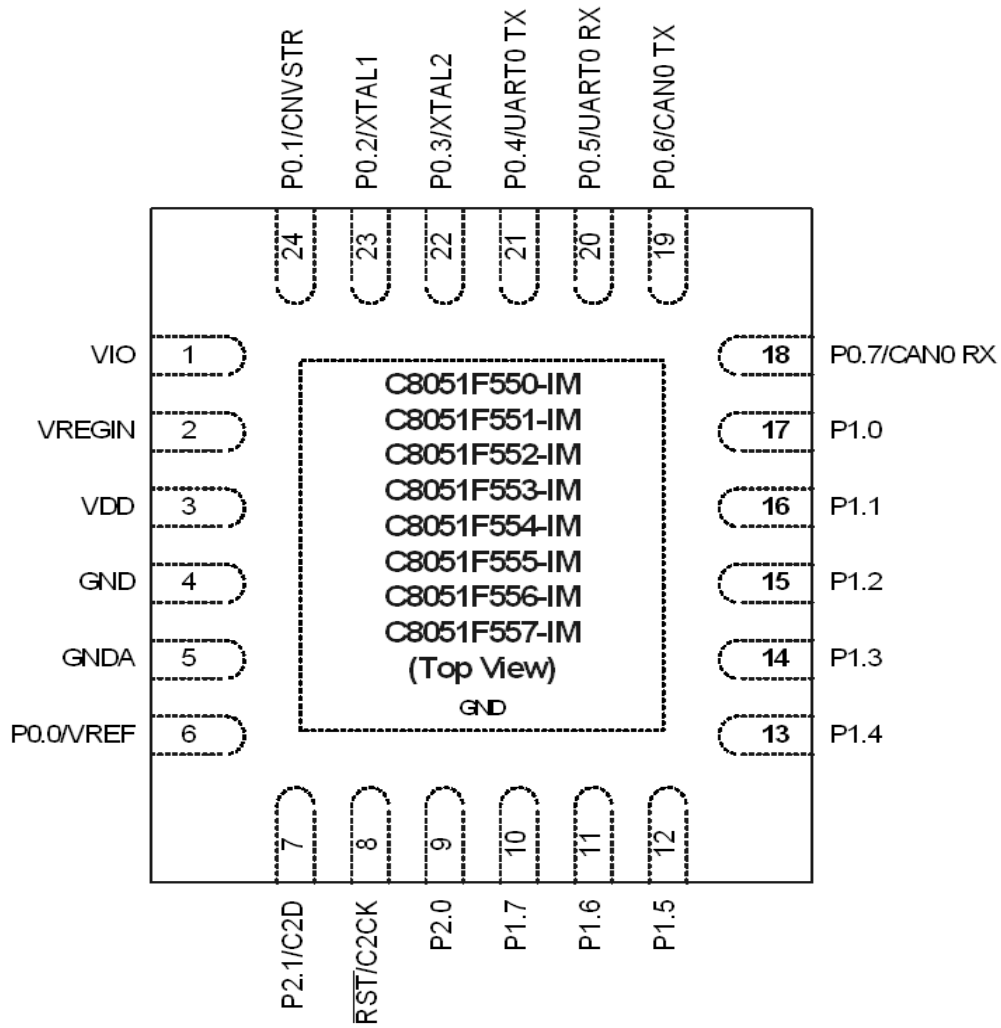 P0.1/CNVSTR
P0.2/XTAL1
P0.3/XTAL2
P0.4/UART0 TX
P0.5/UART0 RX
P0.6/CAN0 TX
24
23
22
21
20
19
VIO 1
VREGIN 2
VDD 3
GND 4
GNDA 5
P0.0/VREF 6
C8051F550-IM
C8051F551-IM
C8051F552-IM
C8051F553-IM
C8051F554-IM
C8051F555-IM
C8051F556-IM
C8051F557-IM
(Top View)
GND
18 P0.7/CAN0 RX
17 P1.0
16 P1.1
15 P1.2
14 P1.3
13 P1.4
7
8
9
10
11
12
P2.1/C2D
RST/C2CK
P2.0
P1.7
P1.6
P1.5